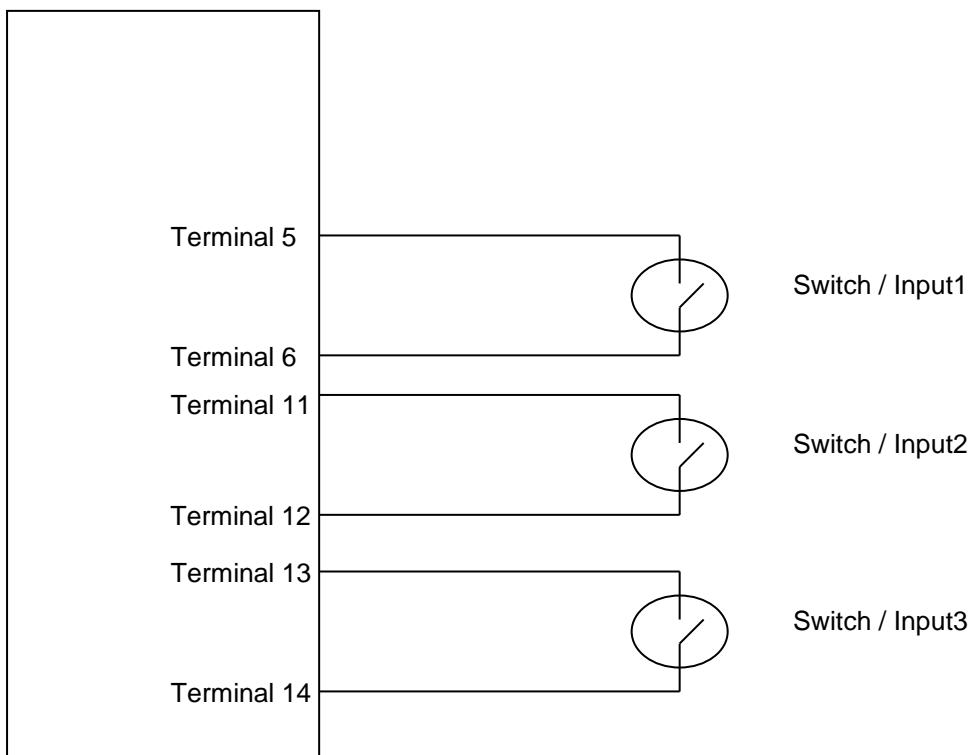 Terminal 5
Switch / Input1
Terminal 6
Terminal 11
Switch / Input2
Terminal 12
Terminal 13
Switch / Input3
Terminal 14